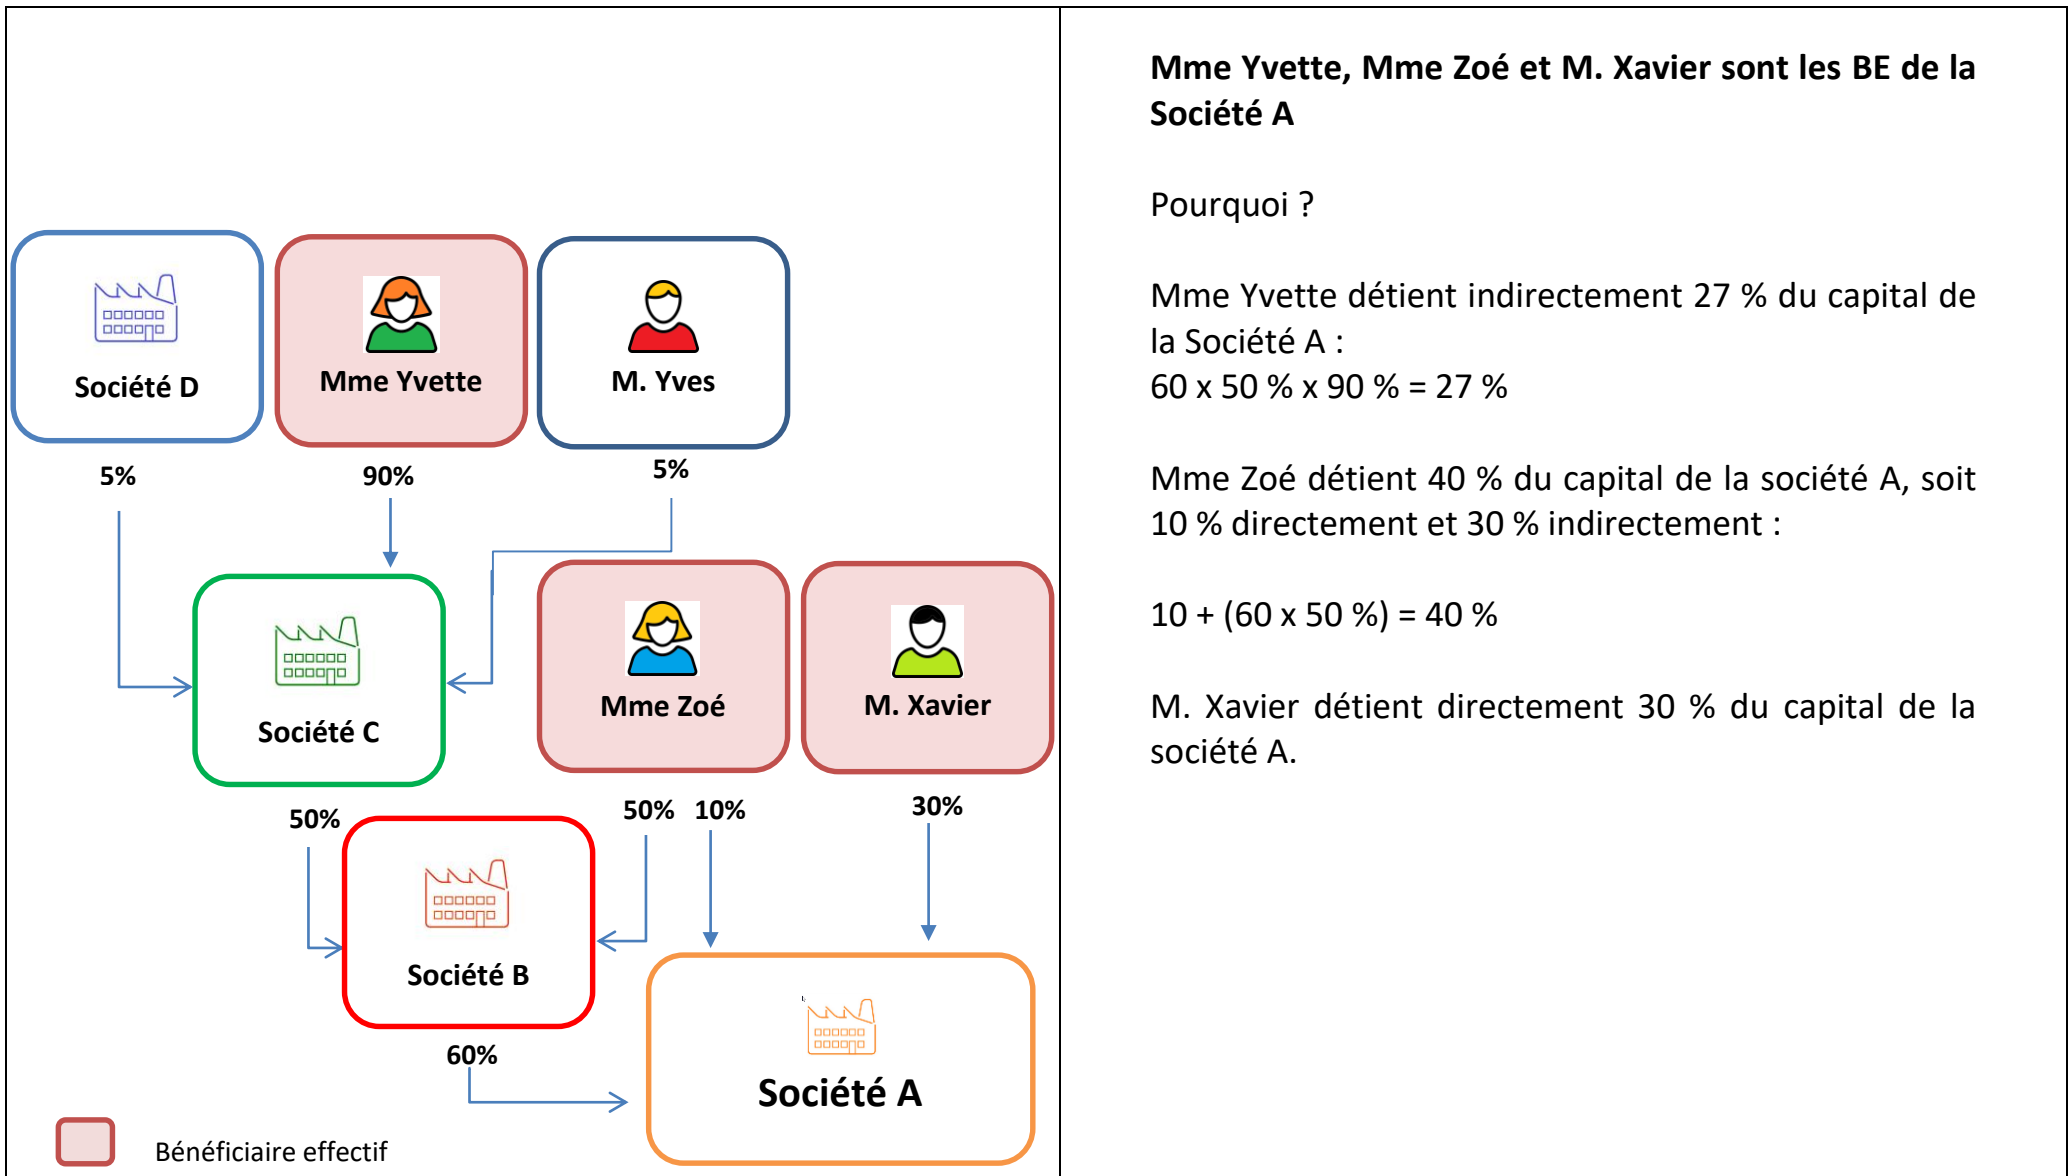 Société D
Mme Yvette
M. Yves
5%
90%
5%
Société C
Mme Zoé
M. Xavier
50%
50%
10%
30%
Société B
60%
Société A
Bénéficiaire effectif
Mme Yvette, Mme Zoé et M. Xavier sont les BE de la
Société A
Pourquoi ?
Mme Yvette détient indirectement 27 % du capital de
la Société A :
60 x 50 % x 90 % = 27 %
Mme Zoé détient 40 % du capital de la société A, soit
10 % directement et 30 % indirectement :
10 + (60 x 50 %) = 40 %
M. Xavier détient directement 30 % du capital de la
société A.